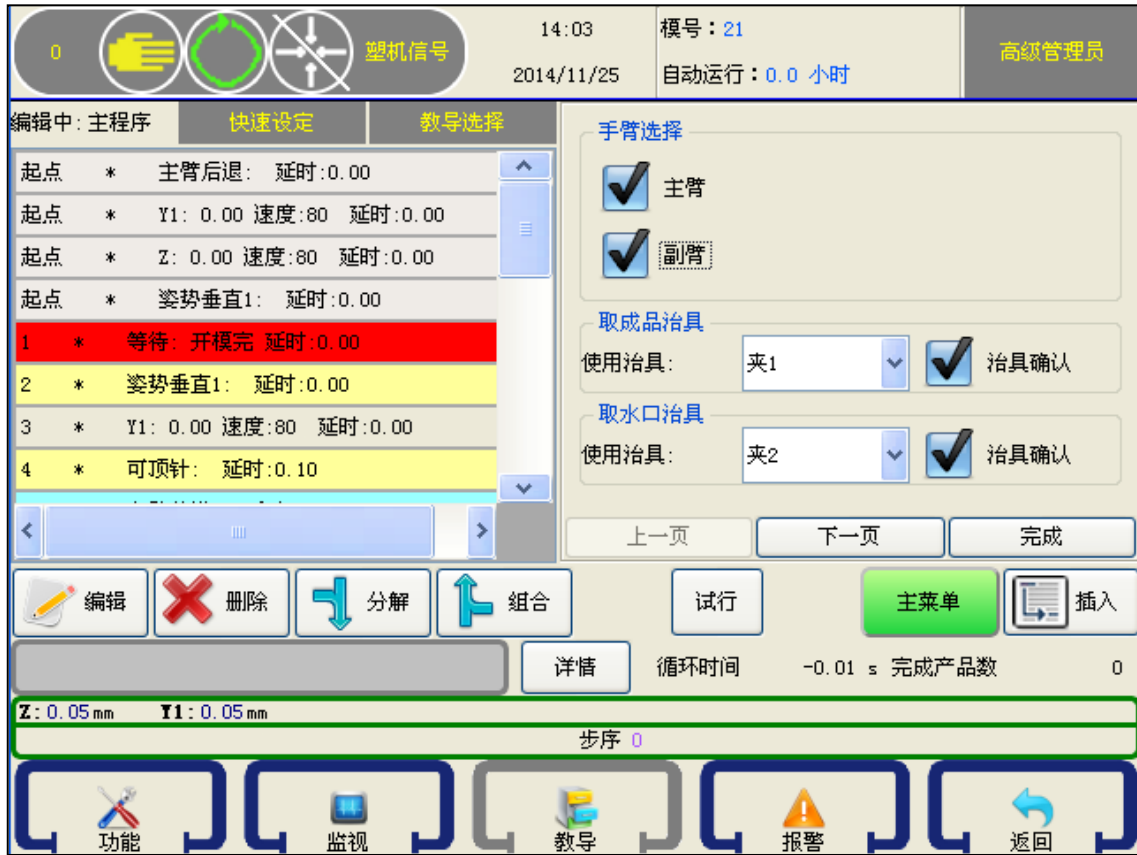 0 塑机信号 14:03 模号：21
2014/11/25 自动运行：0.0 小时 高级管理员
编辑中:主程序 快速设定 教导选择
起点 * 主臂后退: 延时:0.00
起点 * Y1: 0.00 速度:80 延时:0.00
起点 * Z: 0.00 速度:80 延时:0.00
起点 * 姿势垂直1: 延时:0.00
1 * 等待: 开模完 延时:0.00
2 * 姿势垂直1: 延时:0.00
3 * Y1: 0.00 速度:80 延时:0.00
4 * 可顶针: 延时:0.10
手臂选择
主臂
副臂
取成品治具
使用治具: 夹1 治具确认
取水口治具
使用治具: 夹2 治具确认
上一页 下一页 完成
编辑 删除 分解 组合 试行 主菜单 插入
详情 循环时间 -0.01 s 完成产品数 0
Z:0.05mm Y1:0.05mm
步序 0
功能 监视 教导 报警 返回